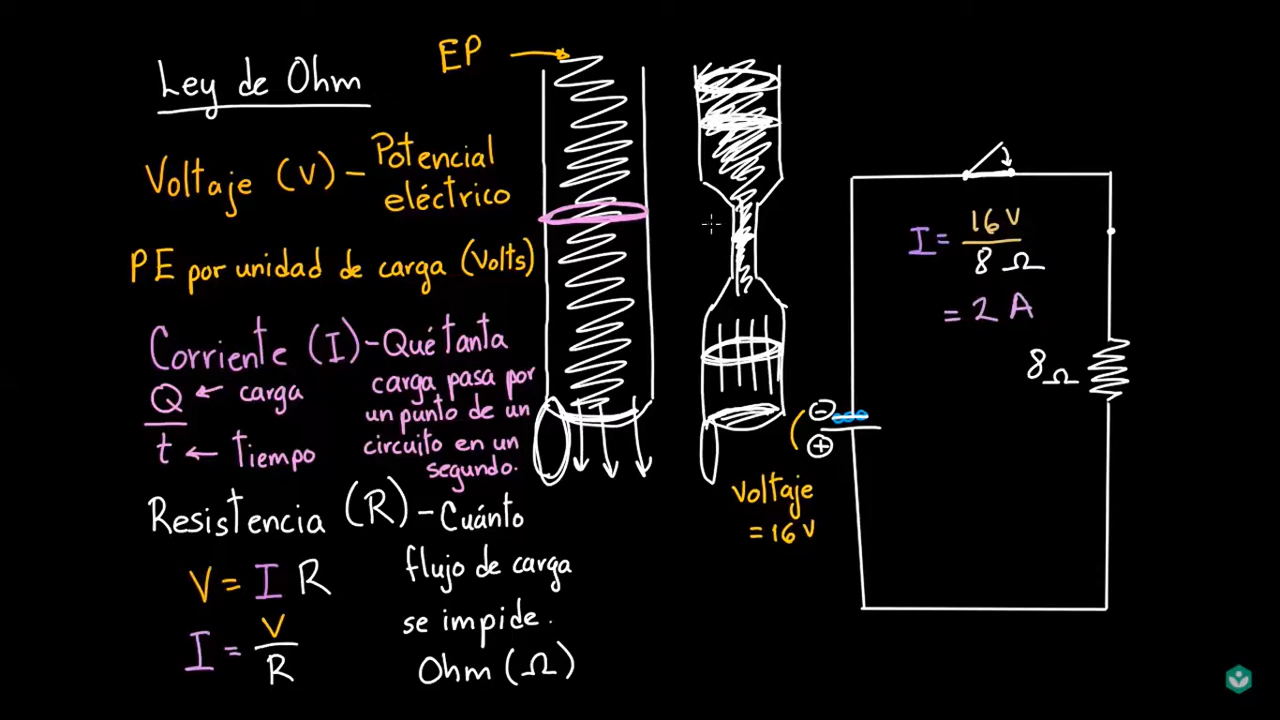 Ley de Ohm
EP
Voltaje (V) – Potencial
eléctrico
PE por unidad de carga (Volts)
Corriente (I) – Qué tanta
carga pasa por
un punto de un
circuito en un
segundo.
Q ← carga
t ← Tiempo
Resistencia (R) – Cuánto
flujo de carga
se impide.
Ohm (Ω)
V = I R
I = V
R
I = 16 V
8 Ω
= 2 A
8 Ω
−
+
Voltaje
= 16 V